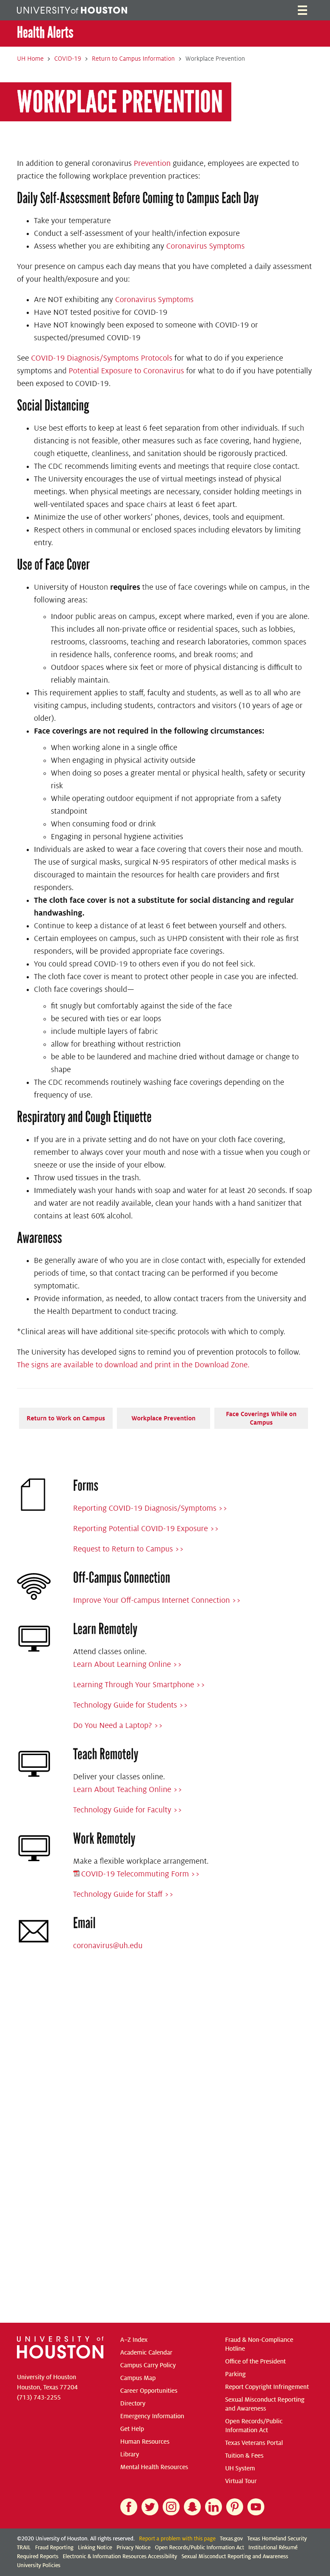 UNIVERSITY of HOUSTON
Health Alerts
UH Home > COVID-19 > Return to Campus Information > Workplace Prevention
WORKPLACE PREVENTION
In addition to general coronavirus Prevention guidance, employees are expected to
practice the following workplace prevention practices:
Daily Self-Assessment Before Coming to Campus Each Day
• Take your temperature
• Conduct a self-assessment of your health/infection exposure
• Assess whether you are exhibiting any Coronavirus Symptoms
Your presence on campus each day means that you have completed a daily assessment
of your health/exposure and you:
• Are NOT exhibiting any Coronavirus Symptoms
• Have NOT tested positive for COVID-19
• Have NOT knowingly been exposed to someone with COVID-19 or
suspected/presumed COVID-19
See COVID-19 Diagnosis/Symptoms Protocols for what to do if you experience
symptoms and Potential Exposure to Coronavirus for what to do if you have potentially
been exposed to COVID-19.
Social Distancing
• Use best efforts to keep at least 6 feet separation from other individuals. If such
distancing is not feasible, other measures such as face covering, hand hygiene,
cough etiquette, cleanliness, and sanitation should be rigorously practiced.
• The CDC recommends limiting events and meetings that require close contact.
• The University encourages the use of virtual meetings instead of physical
meetings. When physical meetings are necessary, consider holding meetings in
well-ventilated spaces and space chairs at least 6 feet apart.
• Minimize the use of other workers' phones, devices, tools and equipment.
• Respect others in communal or enclosed spaces including elevators by limiting
entry.
Use of Face Cover
• University of Houston requires the use of face coverings while on campus, in the
following areas:
◦ Indoor public areas on campus, except where marked, even if you are alone.
This includes all non-private office or residential spaces, such as lobbies,
restrooms, classrooms, teaching and research laboratories, common spaces
in residence halls, conference rooms, and break rooms; and
◦ Outdoor spaces where six feet or more of physical distancing is difficult to
reliably maintain.
• This requirement applies to staff, faculty and students, as well as to all who are
visiting campus, including students, contractors and visitors (10 years of age or
older).
• Face coverings are not required in the following circumstances:
◦ When working alone in a single office
◦ When engaging in physical activity outside
◦ When doing so poses a greater mental or physical health, safety or security
risk
◦ While operating outdoor equipment if not appropriate from a safety
standpoint
◦ When consuming food or drink
◦ Engaging in personal hygiene activities
• Individuals are asked to wear a face covering that covers their nose and mouth.
The use of surgical masks, surgical N-95 respirators of other medical masks is
discouraged to maintain the resources for health care providers and first
responders.
• The cloth face cover is not a substitute for social distancing and regular
handwashing.
• Continue to keep a distance of at least 6 feet between yourself and others.
• Certain employees on campus, such as UHPD consistent with their role as first
responders, will be provided appropriate face coverings.
• You could spread COVID-19 to others even if you do not feel sick.
• The cloth face cover is meant to protect other people in case you are infected.
• Cloth face coverings should—
◦ fit snugly but comfortably against the side of the face
◦ be secured with ties or ear loops
◦ include multiple layers of fabric
◦ allow for breathing without restriction
◦ be able to be laundered and machine dried without damage or change to
shape
• The CDC recommends routinely washing face coverings depending on the
frequency of use.
Respiratory and Cough Etiquette
• If you are in a private setting and do not have on your cloth face covering,
remember to always cover your mouth and nose with a tissue when you cough or
sneeze or use the inside of your elbow.
• Throw used tissues in the trash.
• Immediately wash your hands with soap and water for at least 20 seconds. If soap
and water are not readily available, clean your hands with a hand sanitizer that
contains at least 60% alcohol.
Awareness
• Be generally aware of who you are in close contact with, especially for extended
periods of time, so that contact tracing can be performed if you become
symptomatic.
• Provide information, as needed, to allow contact tracers from the University and
the Health Department to conduct tracing.
*Clinical areas will have additional site-specific protocols with which to comply.
The University has developed signs to remind you of prevention protocols to follow.
The signs are available to download and print in the Download Zone.
Return to Work on Campus
Workplace Prevention
Face Coverings While on
Campus
Forms
Reporting COVID-19 Diagnosis/Symptoms >>
Reporting Potential COVID-19 Exposure >>
Request to Return to Campus >>
Off-Campus Connection
Improve Your Off-campus Internet Connection >>
Learn Remotely
Attend classes online.
Learn About Learning Online >>
Learning Through Your Smartphone >>
Technology Guide for Students >>
Do You Need a Laptop? >>
Teach Remotely
Deliver your classes online.
Learn About Teaching Online >>
Technology Guide for Faculty >>
Work Remotely
Make a flexible workplace arrangement.
COVID-19 Telecommuting Form >>
Technology Guide for Staff >>
Email
coronavirus@uh.edu
UNIVERSITY of
HOUSTON
University of Houston
Houston, Texas 77204
(713) 743-2255
A-Z Index
Academic Calendar
Campus Carry Policy
Campus Map
Career Opportunities
Directory
Emergency Information
Get Help
Human Resources
Library
Mental Health Resources
Fraud & Non-Compliance
Hotline
Office of the President
Parking
Report Copyright Infringement
Sexual Misconduct Reporting
and Awareness
Open Records/Public
Information Act
Texas Veterans Portal
Tuition & Fees
UH System
Virtual Tour
©2020 University of Houston. All rights reserved. Report a problem with this page Texas.gov Texas Homeland Security
TRAIL Fraud Reporting Linking Notice Privacy Notice Open Records/Public Information Act Institutional Résumé
Required Reports Electronic & Information Resources Accessibility Sexual Misconduct Reporting and Awareness
University Policies